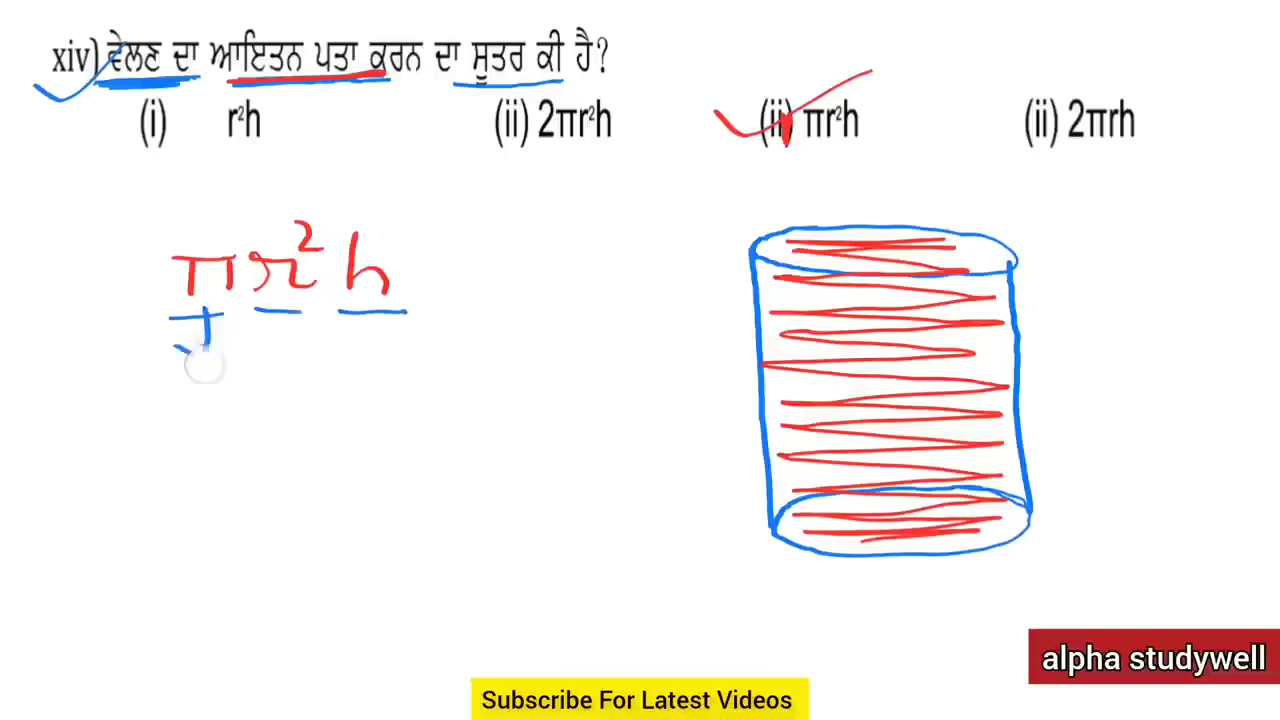 xiv) ਵੇਲਣ ਦਾ ਆਇਤਨ ਪਤਾ ਕਰਨ ਦਾ ਸੂਤਰ ਕੀ ਹੈ?
(i) r²h (ii) 2πr²h (ii) πr²h (ii) 2πrh
πr²h
alpha studywell
Subscribe For Latest Videos